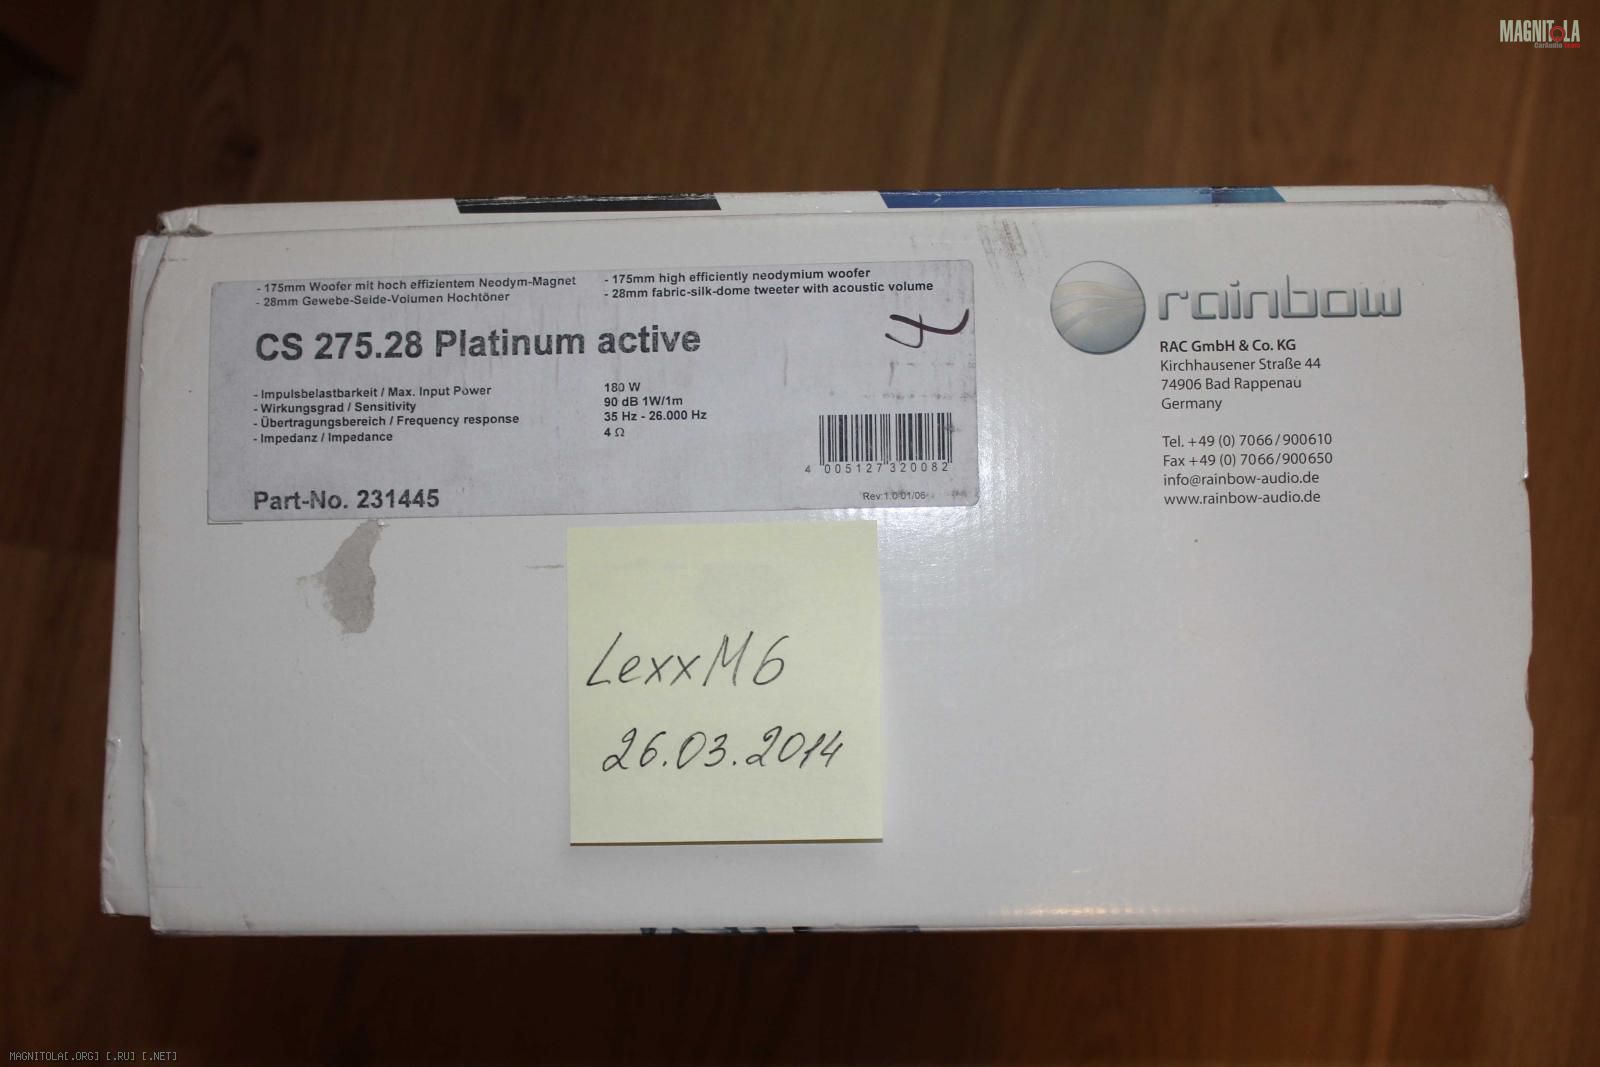 MAGNITOLA
CarAudio Team
- 175mm Woofer mit hoch effizientem Neodym-Magnet
- 28mm Gewebe-Seide-Volumen Hochtöner
- 175mm high efficiently neodymium woofer
- 28mm fabric-silk-dome tweeter with acoustic volume
CS 275.28 Platinum active
4
- Impulsbelastbarkeit / Max. Input Power 180 W
- Wirkungsgrad / Sensitivity 90 dB 1W/1m
- Übertragungsbereich / Frequency response 35 Hz - 26.000 Hz
- Impedanz / Impedance 4 Ω
4 005127 320082
Part-No. 231445
Rev:1.0 01/06
rainbow
RAC GmbH & Co. KG
Kirchhausener Straße 44
74906 Bad Rappenau
Germany
Tel. +49 (0) 7066/900610
Fax +49 (0) 7066/900650
info@rainbow-audio.de
www.rainbow-audio.de
LexxM6
26.03.2014
MAGNITOLA[.ORG] [.RU] [.NET]